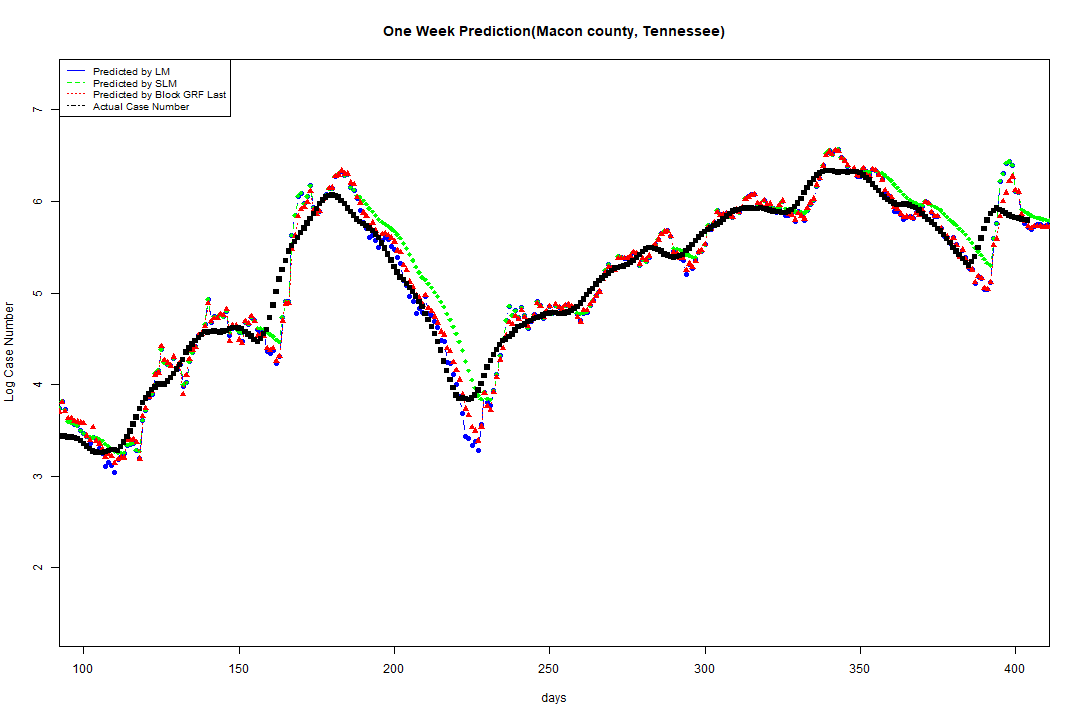 One Week Prediction(Macon county, Tennessee)
Predicted by LM
Predicted by SLM
Predicted by Block GRF Last
Actual Case Number
7
6
5
4
3
2
Log Case Number
100 150 200 250 300 350 400
days